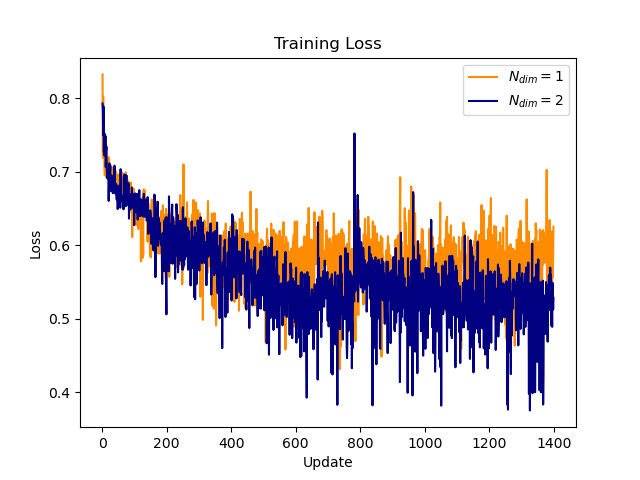 Training Loss
N_dim = 1
N_dim = 2
Loss
0.8
0.7
0.6
0.5
0.4
0 200 400 600 800 1000 1200 1400
Update